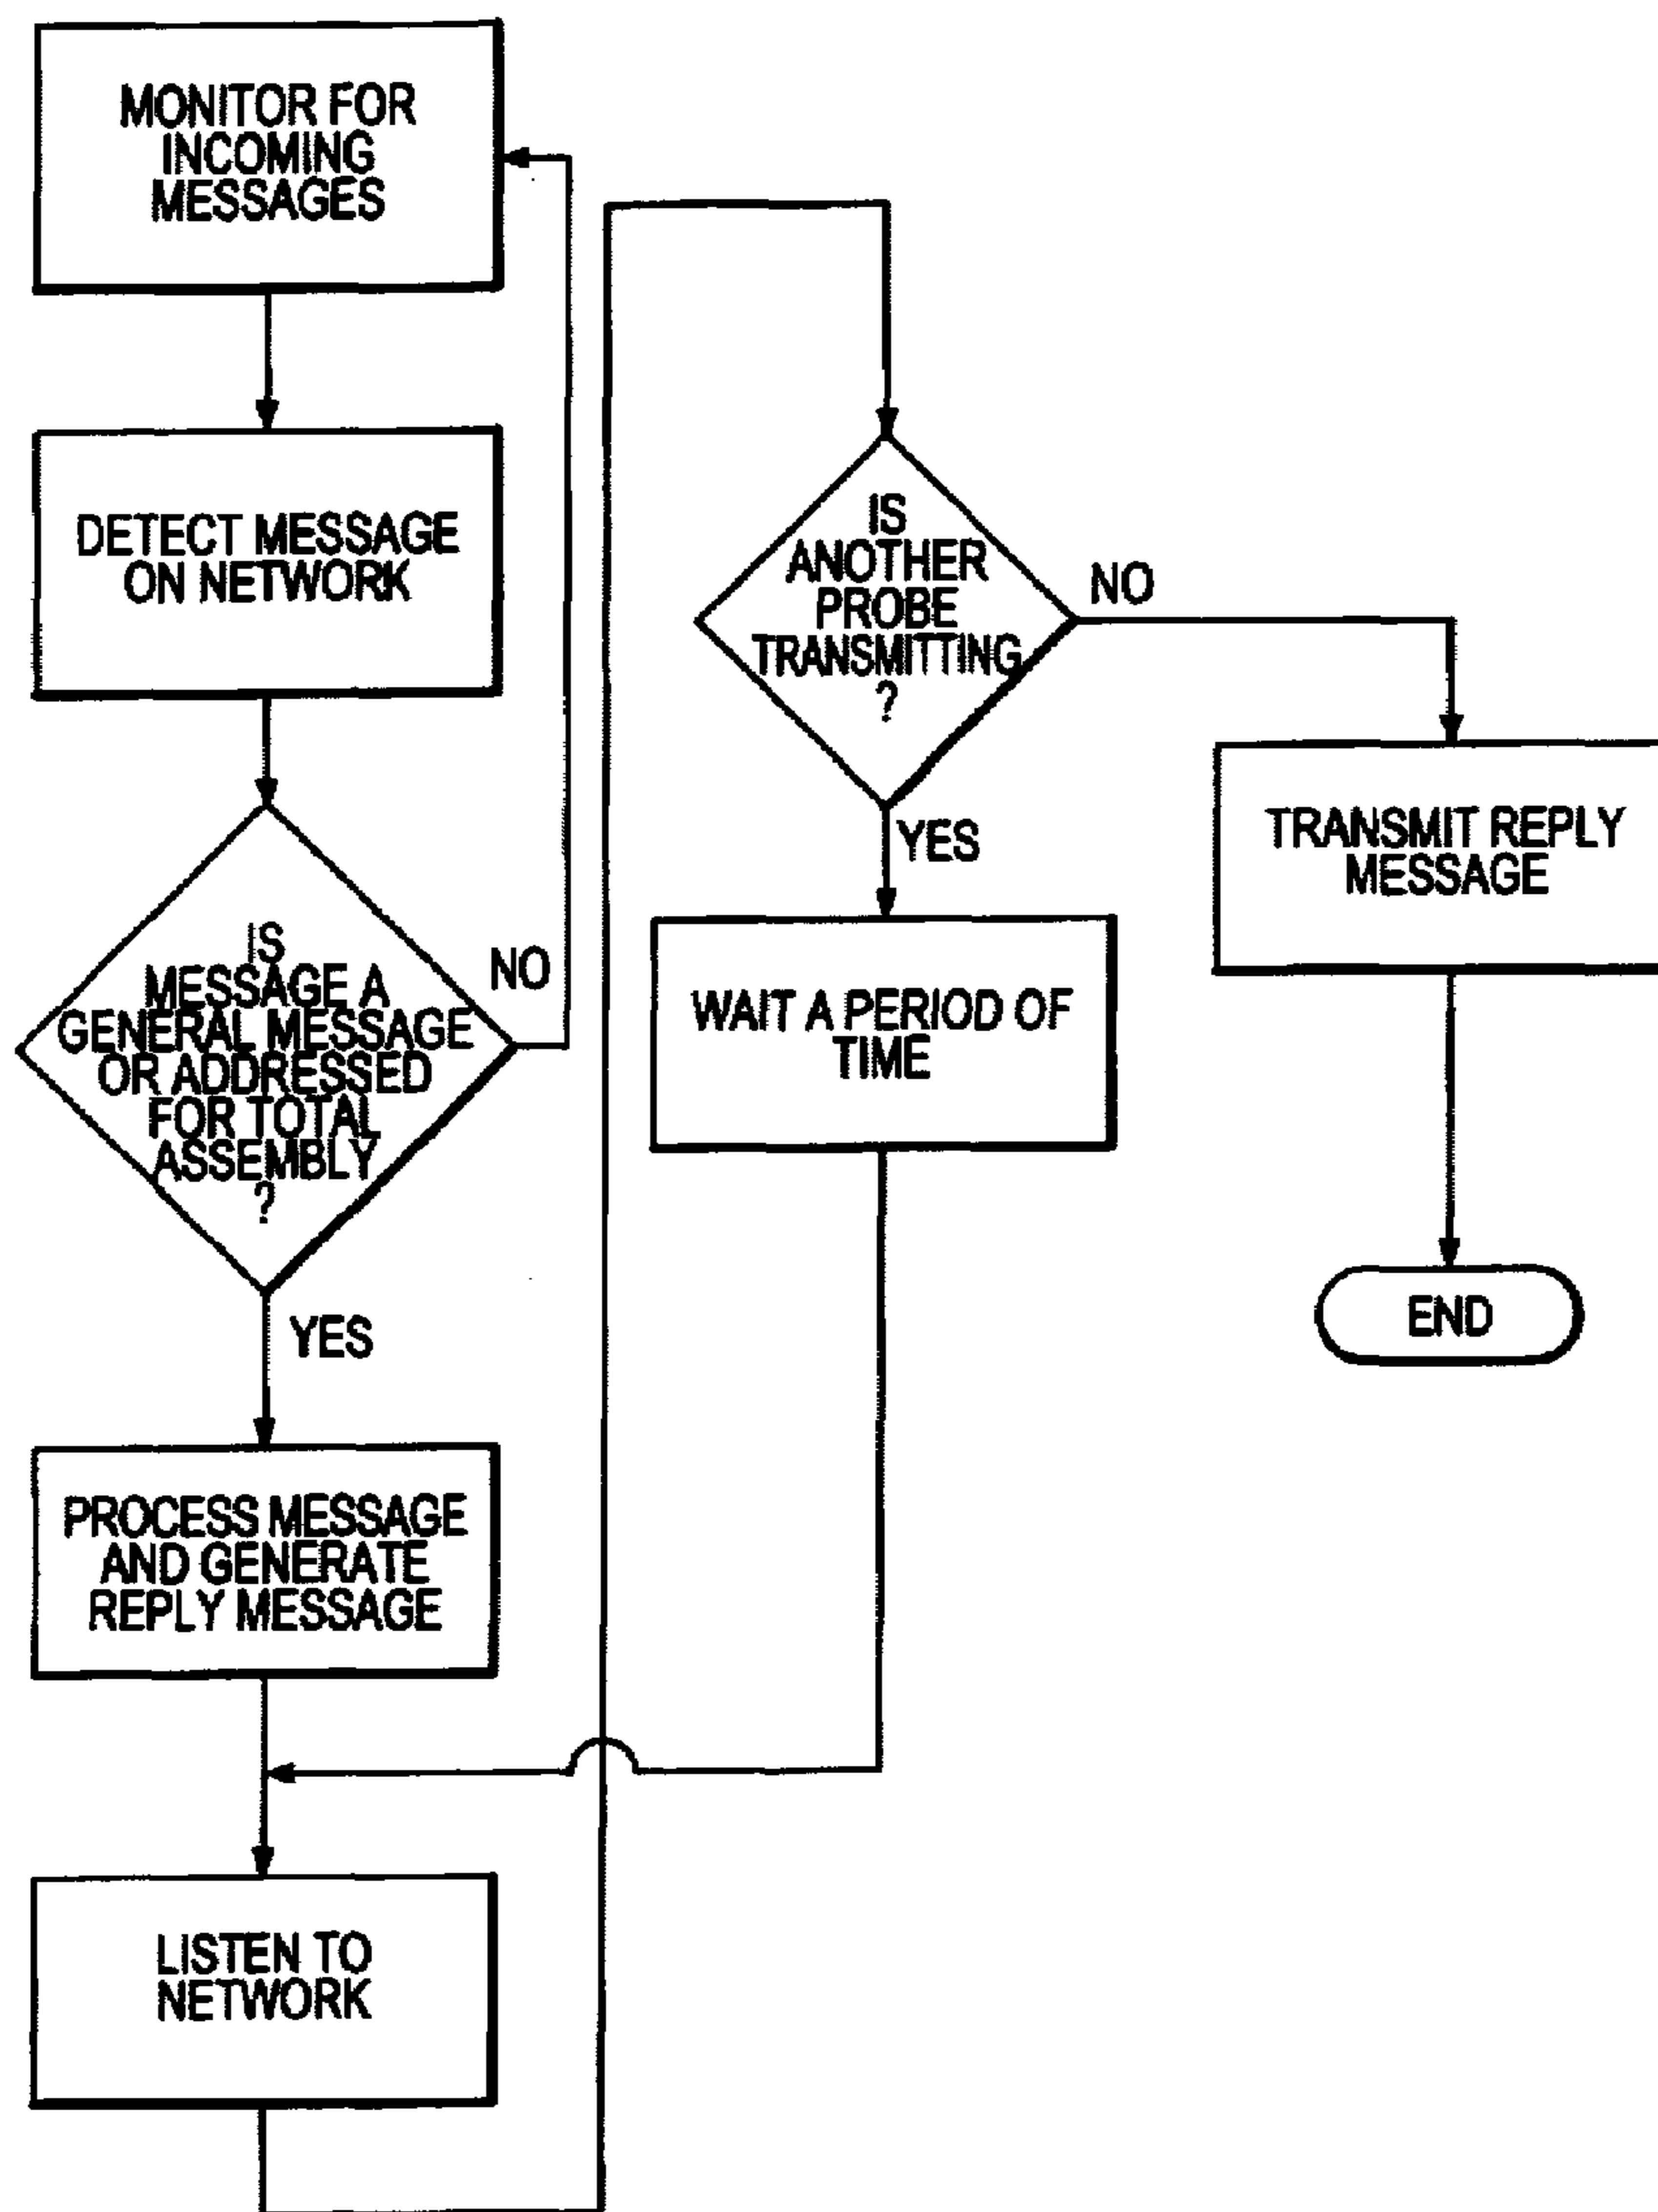 MONITOR FOR
INCOMING
MESSAGES
DETECT MESSAGE
ON NETWORK
IS
MESSAGE A
GENERAL MESSAGE
OR ADDRESSED
FOR TOTAL
ASSEMBLY
?
NO
YES
PROCESS MESSAGE
AND GENERATE
REPLY MESSAGE
LISTEN TO
NETWORK
IS
ANOTHER
PROBE
TRANSMITTING
?
NO
YES
WAIT A PERIOD OF
TIME
TRANSMIT REPLY
MESSAGE
END